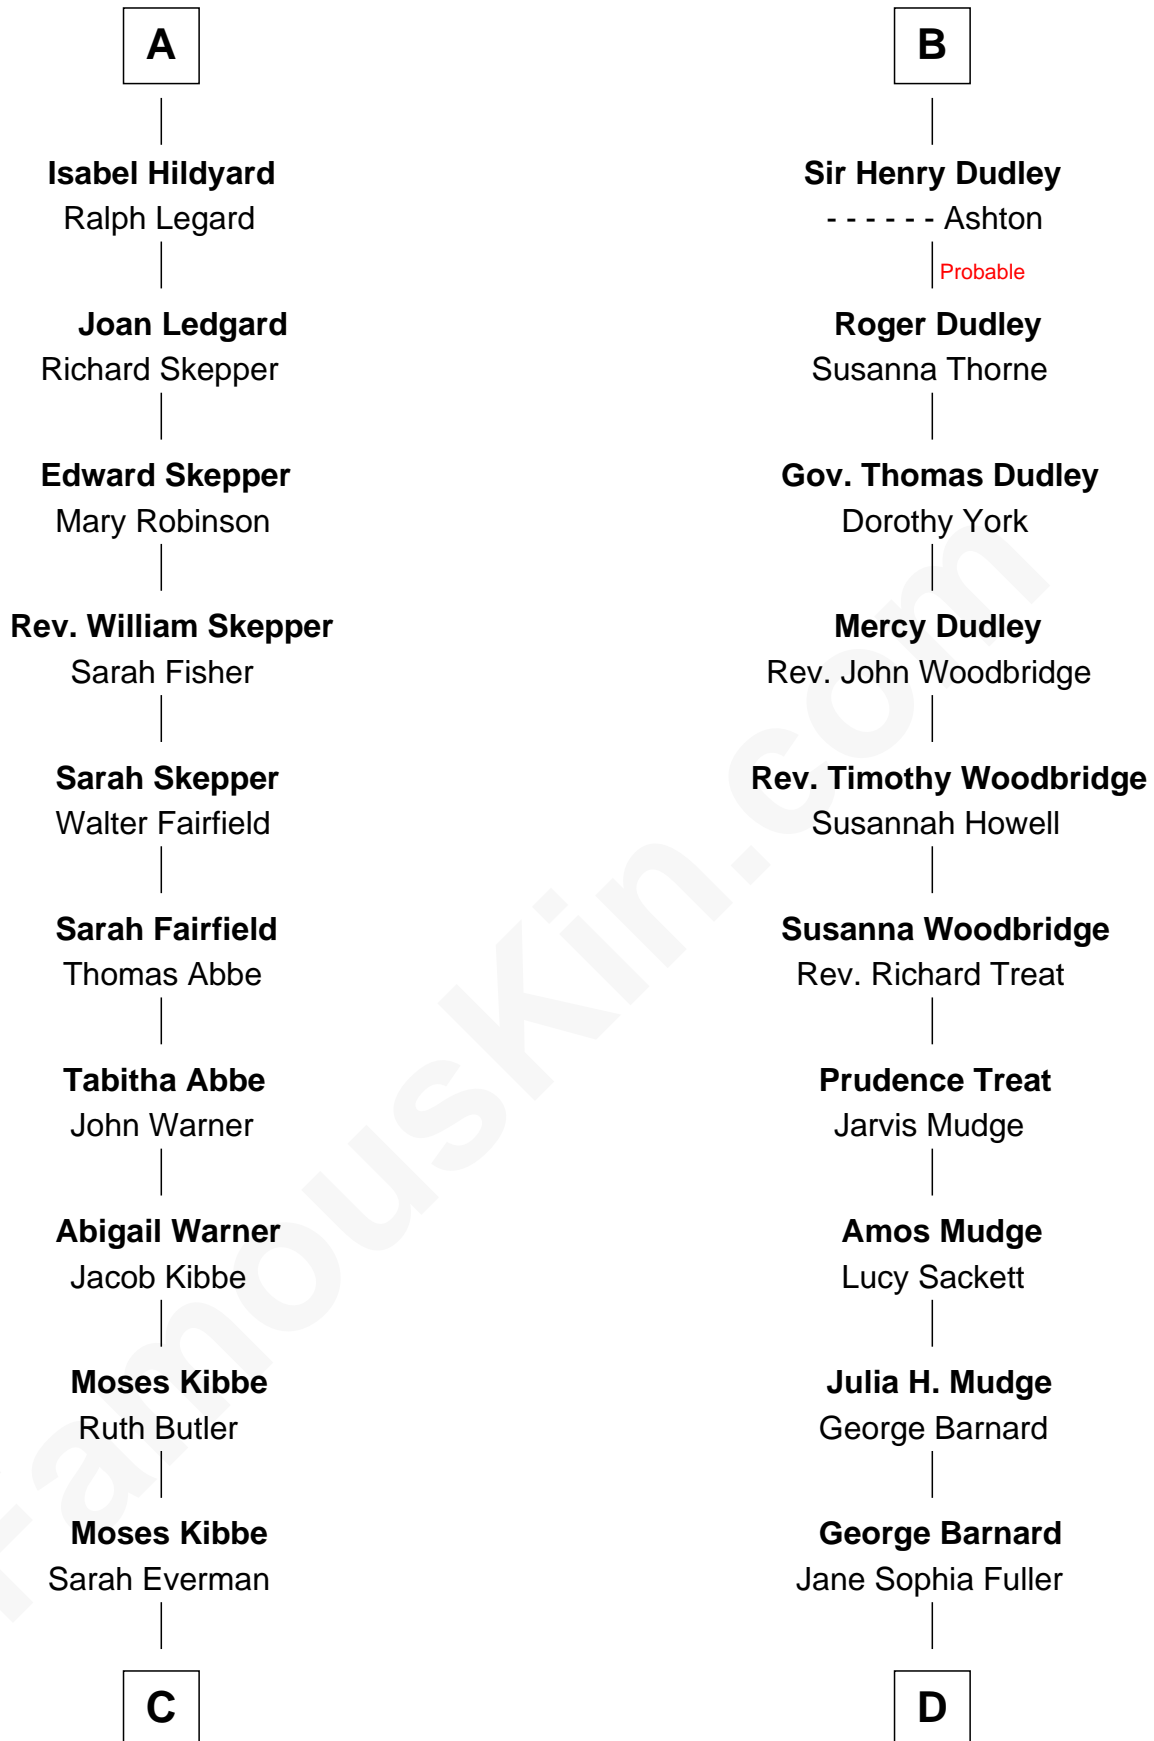 A
Isabel Hildyard
Ralph Legard
Joan Ledgard
Richard Skepper
Edward Skepper
Mary Robinson
Rev. William Skepper
Sarah Fisher
Sarah Skepper
Walter Fairfield
Sarah Fairfield
Thomas Abbe
Tabitha Abbe
John Warner
Abigail Warner
Jacob Kibbe
Moses Kibbe
Ruth Butler
Moses Kibbe
Sarah Everman
C
B
Sir Henry Dudley
- - - - - - Ashton
Probable
Roger Dudley
Susanna Thorne
Gov. Thomas Dudley
Dorothy York
Mercy Dudley
Rev. John Woodbridge
Rev. Timothy Woodbridge
Susannah Howell
Susanna Woodbridge
Rev. Richard Treat
Prudence Treat
Jarvis Mudge
Amos Mudge
Lucy Sackett
Julia H. Mudge
George Barnard
George Barnard
Jane Sophia Fuller
D
FamousKin.com